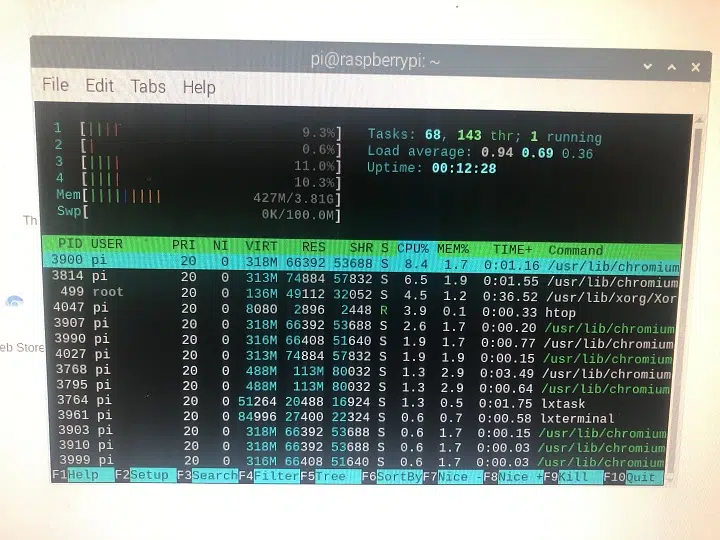 pi@raspberrypi: ~
File Edit Tabs Help
1 [|||| 9.3%] Tasks: 68, 143 thr; 1 running
2 [| 0.6%] Load average: 0.94 0.69 0.36
3 [|||| 11.0%] Uptime: 00:12:28
4 [|||| 10.3%]
Mem[||||||||| 427M/3.81G]
Swp[ 0K/100.0M]
Th
eb Store
PID USER PRI NI VIRT RES SHR S CPU% MEM% TIME+ Command
3900 pi 20 0 318M 66392 53688 S 8.4 1.7 0:01.16 /usr/lib/chromium
3814 pi 20 0 313M 74884 57832 S 6.5 1.9 0:01.55 /usr/lib/chromium
499 root 20 0 136M 49112 32052 S 4.5 1.2 0:36.52 /usr/lib/xorg/Xor
4047 pi 20 0 8080 2896 2448 R 3.9 0.1 0:00.33 htop
3907 pi 20 0 318M 66392 53688 S 2.6 1.7 0:00.20 /usr/lib/chromium
3990 pi 20 0 316M 66408 51640 S 1.9 1.7 0:00.77 /usr/lib/chromium
4027 pi 20 0 313M 74884 57832 S 1.9 1.9 0:00.15 /usr/lib/chromium
3768 pi 20 0 488M 113M 80032 S 1.3 2.9 0:03.49 /usr/lib/chromium
3795 pi 20 0 488M 113M 80032 S 1.3 2.9 0:00.64 /usr/lib/chromium
3764 pi 20 0 51264 20488 16924 S 1.3 0.5 0:01.75 lxtask
3961 pi 20 0 84996 27400 22324 S 0.6 0.7 0:00.58 lxterminal
3903 pi 20 0 318M 66392 53688 S 0.6 1.7 0:00.15 /usr/lib/chromium
3910 pi 20 0 318M 66392 53688 S 0.6 1.7 0:00.03 /usr/lib/chromium
3999 pi 20 0 316M 66408 51640 S 0.6 1.7 0:00.03 /usr/lib/chromium
F1Help F2Setup F3SearchF4FilterF5Tree F6SortByF7Nice -F8Nice +F9Kill F10Quit